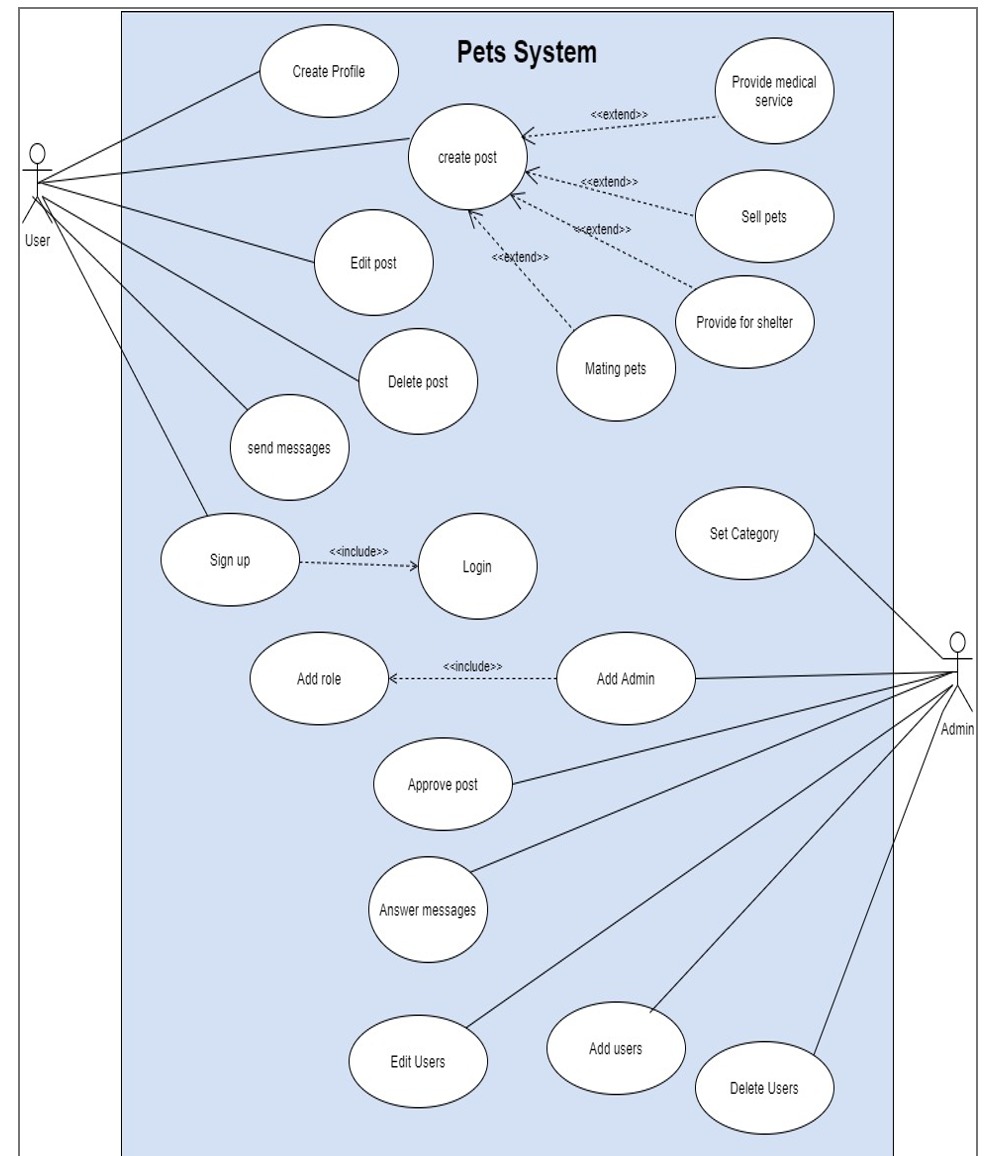 Pets System
Create Profile
Provide medical
service
<<extend>>
create post
<<extend>>
Sell pets
<<extend>>
User
<<extend>>
Edit post
Provide for shelter
Mating pets
Delete post
send messages
Set Category
<<include>>
Sign up
Login
<<include>>
Add role
Add Admin
Admin
Approve post
Answer messages
Add users
Edit Users
Delete Users